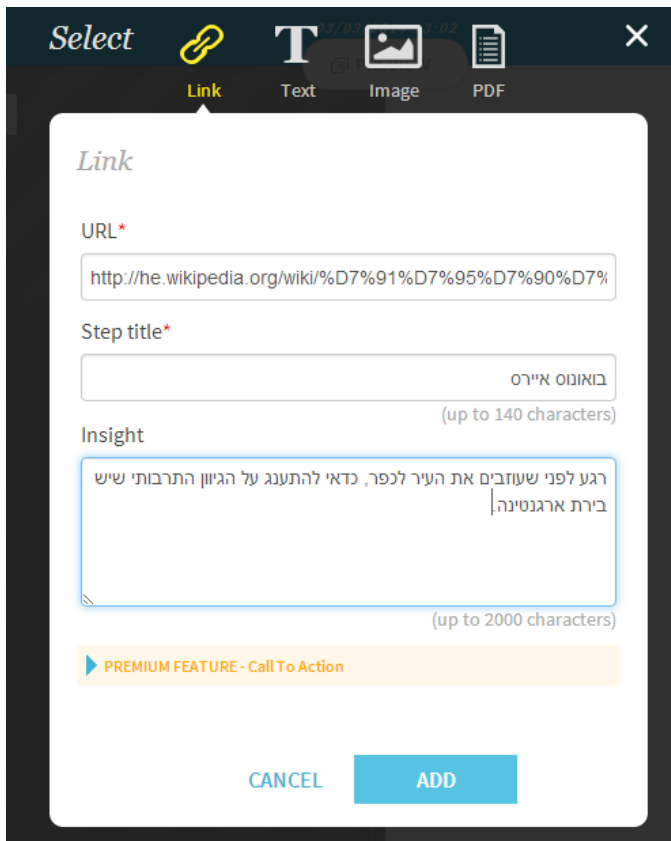 Select
Link
Text
Image
PDF
Link
URL*
http://he.wikipedia.org/wiki/%D7%91%D7%95%D7%90%D7%
Step title*
בואונוס איירס
(up to 140 characters)
Insight
רגע לפני שעוזבים את העיר לכפר, כדאי להתענג על הגיוון התרבותי שיש
בירת ארגנטינה.
(up to 2000 characters)
PREMIUM FEATURE - Call To Action
CANCEL
ADD